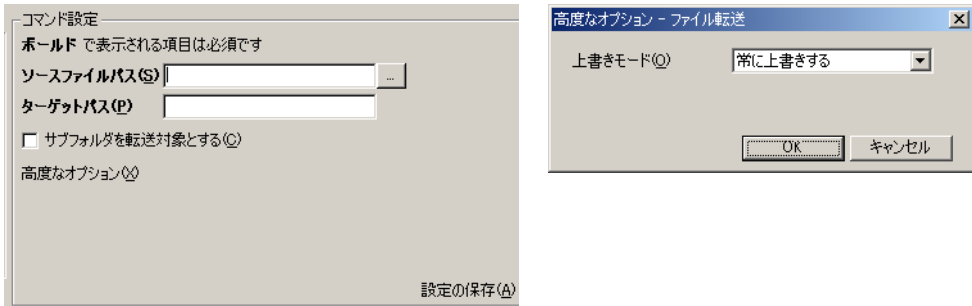 コマンド設定
ボールド で表示される項目は必須です
ソースファイルパス(S)
...
ターゲットパス(P)
サブフォルダを転送対象とする(C)
高度なオプション(X)
設定の保存(A)
高度なオプション - ファイル転送
上書きモード(O)
常に上書きする
OK
キャンセル